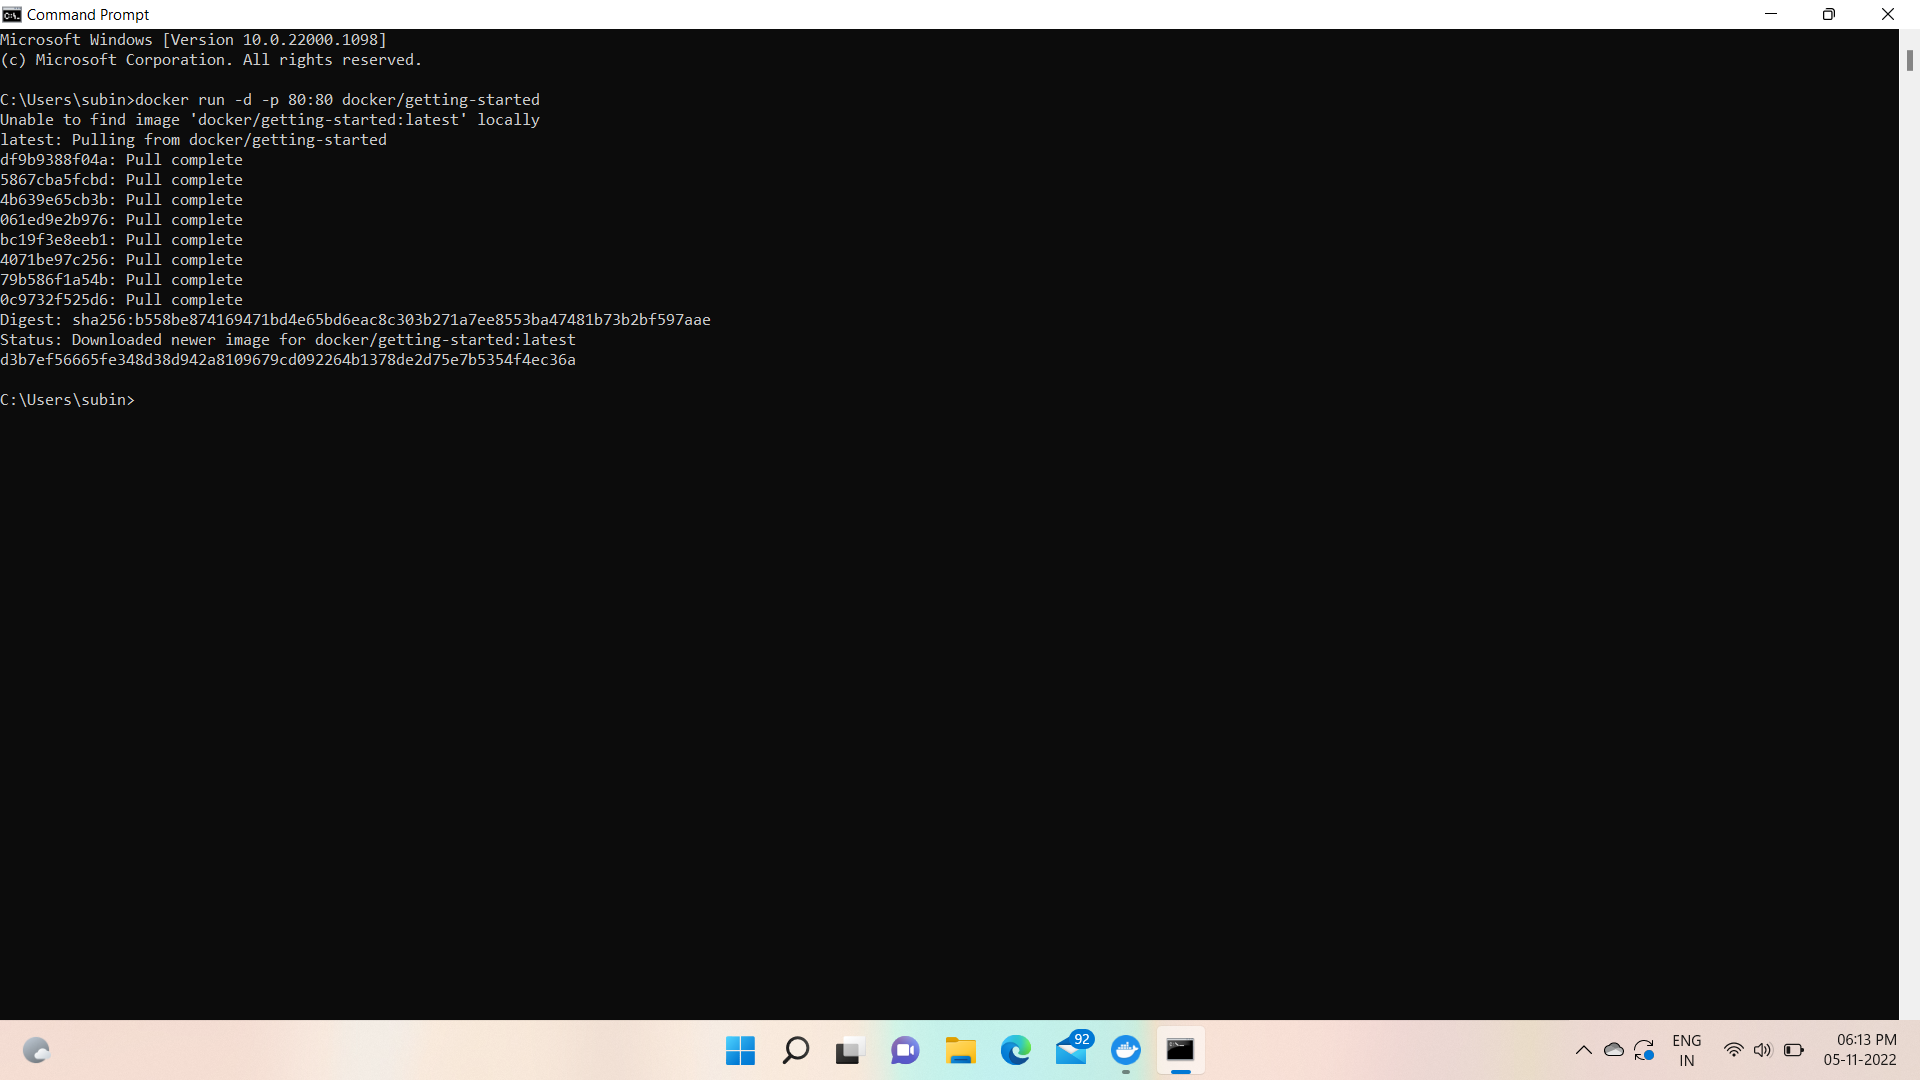 Command Prompt
Microsoft Windows [Version 10.0.22000.1098]
(c) Microsoft Corporation. All rights reserved.
C:\Users\subin>docker run -d -p 80:80 docker/getting-started
Unable to find image 'docker/getting-started:latest' locally
latest: Pulling from docker/getting-started
df9b9388f04a: Pull complete
5867cba5fcbd: Pull complete
4b639e65cb3b: Pull complete
061ed9e2b976: Pull complete
bc19f3e8eeb1: Pull complete
4071be97c256: Pull complete
79b586f1a54b: Pull complete
0c9732f525d6: Pull complete
Digest: sha256:b558be874169471bd4e65bd6eac8c303b271a7ee8553ba47481b73b2bf597aae
Status: Downloaded newer image for docker/getting-started:latest
d3b7ef56665fe348d38d942a8109679cd092264b1378de2d75e7b5354f4ec36a
C:\Users\subin>
92
ENG
IN
06:13 PM
05-11-2022